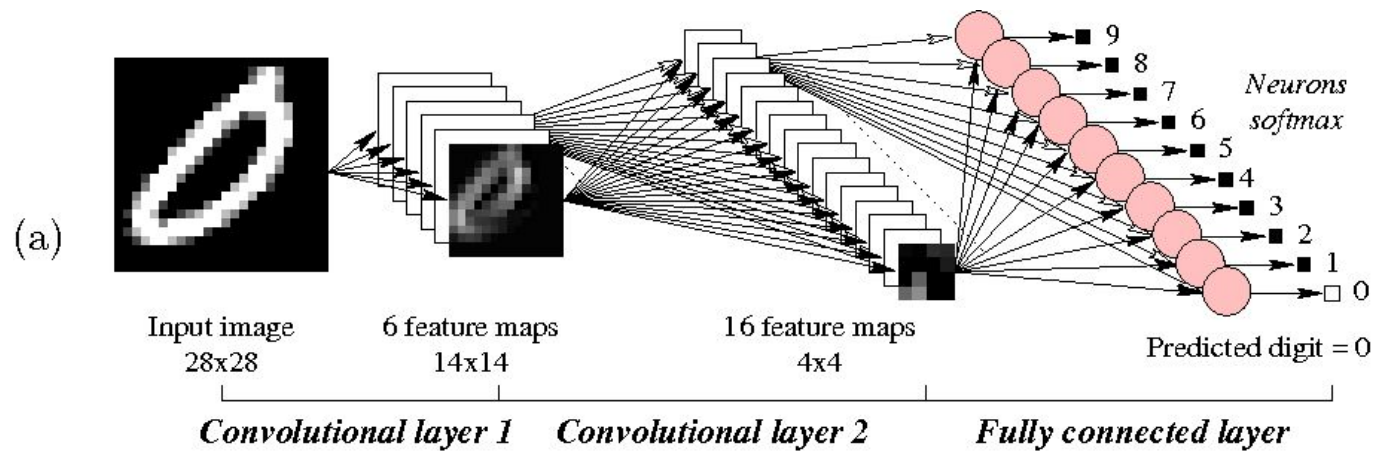 (a)
Input image
28x28
6 feature maps
14x14
16 feature maps
4x4
9
8
7
6
5
4
3
2
1
0
Neurons
softmax
Predicted digit = 0
Convolutional layer 1
Convolutional layer 2
Fully connected layer